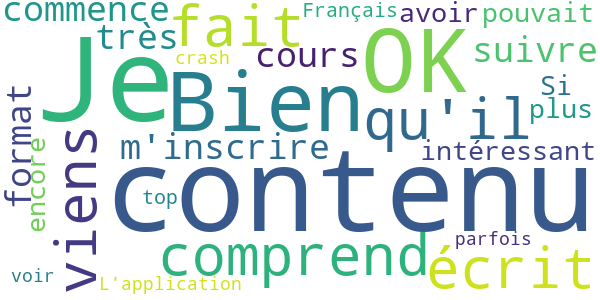 commence
fait
Français
avoir
pouvait
très
crash
cours
OK
suivre
Je
Bien
qu'il
Si
plus
format
encore
viens
m'inscrire
intéressant
contenu
top
comprend
parfois
écrit
voir
L'application